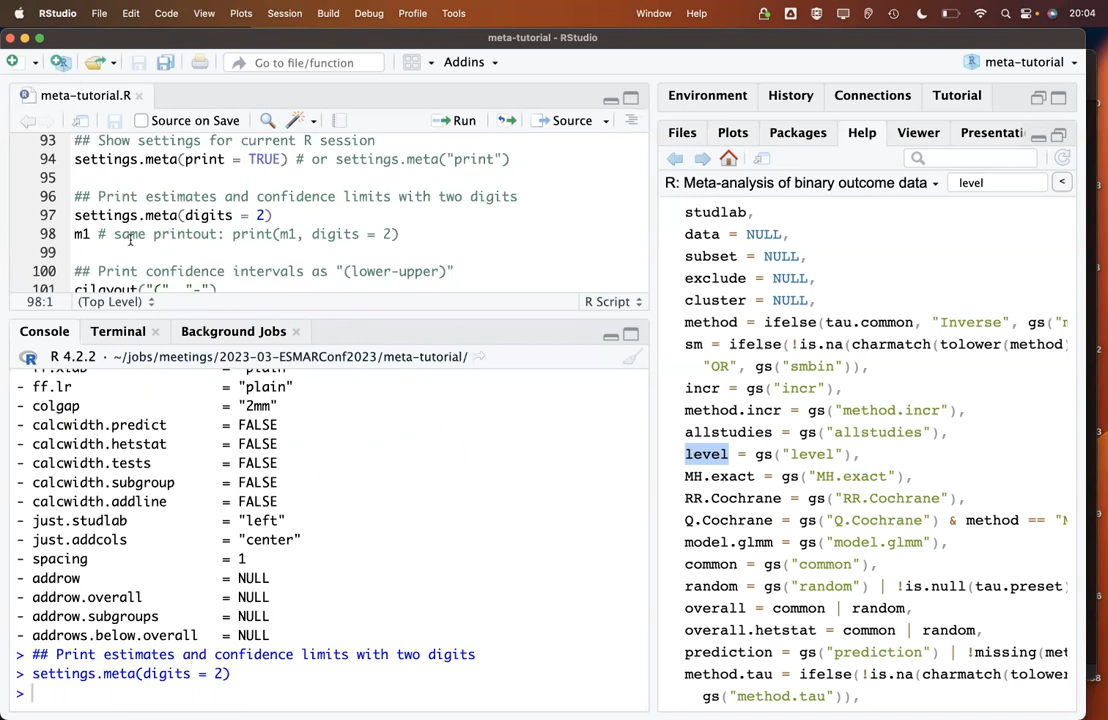 RStudio File Edit Code View Plots Session Build Debug Profile Tools Window Help 20:04
meta-tutorial - RStudio
Go to file/function Addins meta-tutorial
meta-tutorial.R
Source on Save Run Source
93 ## Show settings for current R session
94 settings.meta(print = TRUE) # or settings.meta("print")
95
96 ## Print estimates and confidence limits with two digits
97 settings.meta(digits = 2)
98 m1 # same printout: print(m1, digits = 2)
99
100 ## Print confidence intervals as "(lower-upper)"
101 cilayout("(", "-")
98:1 (Top Level) R Script
Console Terminal Background Jobs
R 4.2.2 · ~/jobs/meetings/2023-03-ESMARConf2023/meta-tutorial/
- ff.xlab = "plain"
- ff.lr = "plain"
- colgap = "2mm"
- calcwidth.predict = FALSE
- calcwidth.hetstat = FALSE
- calcwidth.tests = FALSE
- calcwidth.subgroup = FALSE
- calcwidth.addline = FALSE
- just.studlab = "left"
- just.addcols = "center"
- spacing = 1
- addrow = NULL
- addrow.overall = NULL
- addrow.subgroups = NULL
- addrows.below.overall = NULL
> ## Print estimates and confidence limits with two digits
> settings.meta(digits = 2)
>
Environment History Connections Tutorial
Files Plots Packages Help Viewer Presentati
R: Meta-analysis of binary outcome data level
studlab,
data = NULL,
subset = NULL,
exclude = NULL,
cluster = NULL,
method = ifelse(tau.common, "Inverse", gs("m
sm = ifelse(!is.na(charmatch(tolower(method)
"OR", gs("smbin")),
incr = gs("incr"),
method.incr = gs("method.incr"),
allstudies = gs("allstudies"),
level = gs("level"),
MH.exact = gs("MH.exact"),
RR.Cochrane = gs("RR.Cochrane"),
Q.Cochrane = gs("Q.Cochrane") & method == "M
model.glmm = gs("model.glmm"),
common = gs("common"),
random = gs("random") | !is.null(tau.preset)
overall = common | random,
overall.hetstat = common | random,
prediction = gs("prediction") | !missing(met
method.tau = ifelse(!is.na(charmatch(tolower
gs("method.tau")),